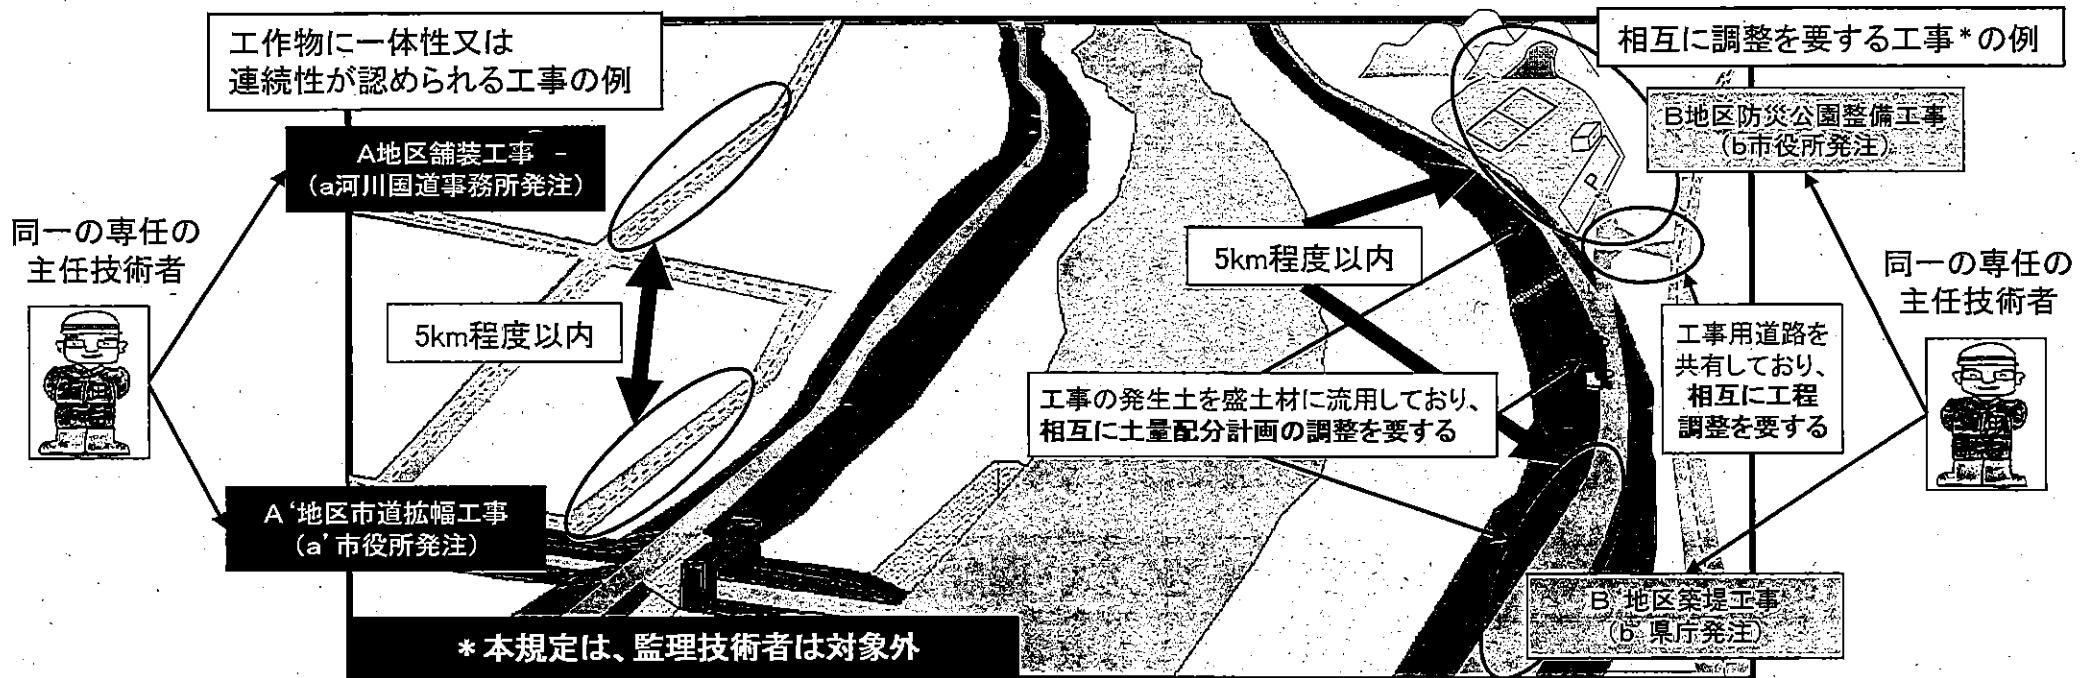 工作物に一体性又は
連続性が認められる工事の例
A地区舗装工事
(a河川国道事務所発注)
同一の専任の
主任技術者
5km程度以内
A'地区市道拡幅工事
(a'市役所発注)
相互に調整を要する工事*の例
B地区防災公園整備工事
(b市役所発注)
P
5km程度以内
同一の専任の
主任技術者
工事用道路を
共有しており、
相互に工程
調整を要する
工事の発生土を盛土材に流用しており、
相互に土量配分計画の調整を要する
B 地区築堤工事
(b 県庁発注)
*本規定は、監理技術者は対象外